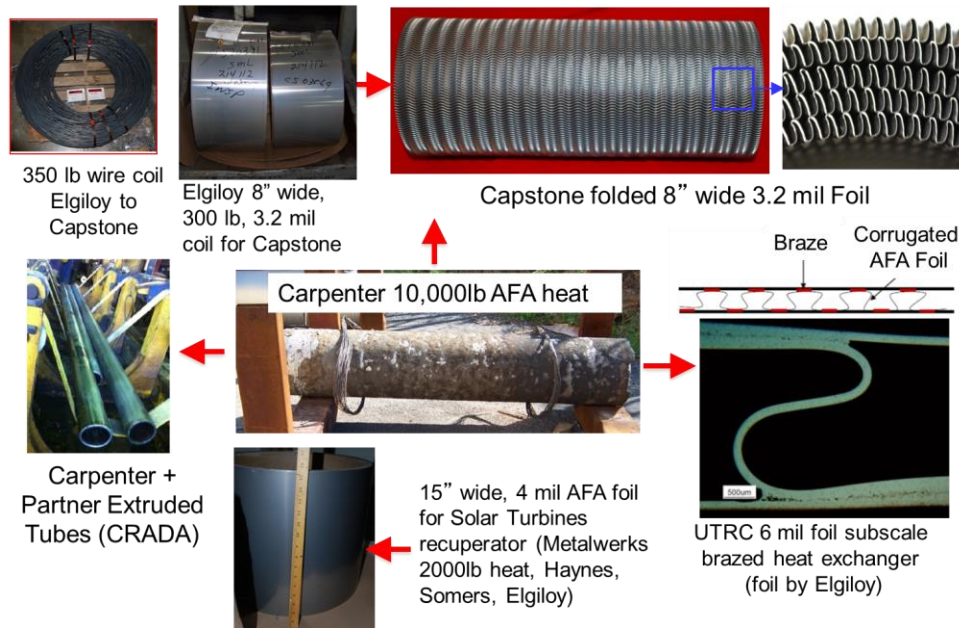 350 lb wire coil
Elgiloy to
Capstone
Elgiloy 8” wide,
300 lb, 3.2 mil
coil for Capstone
Capstone folded 8” wide 3.2 mil Foil
Braze
Corrugated
AFA Foil
Carpenter 10,000lb AFA heat
500um
Carpenter +
Partner Extruded
Tubes (CRADA)
15” wide, 4 mil AFA foil
for Solar Turbines
recuperator (Metalwerks
2000lb heat, Haynes,
Somers, Elgiloy)
UTRC 6 mil foil subscale
brazed heat exchanger
(foil by Elgiloy)